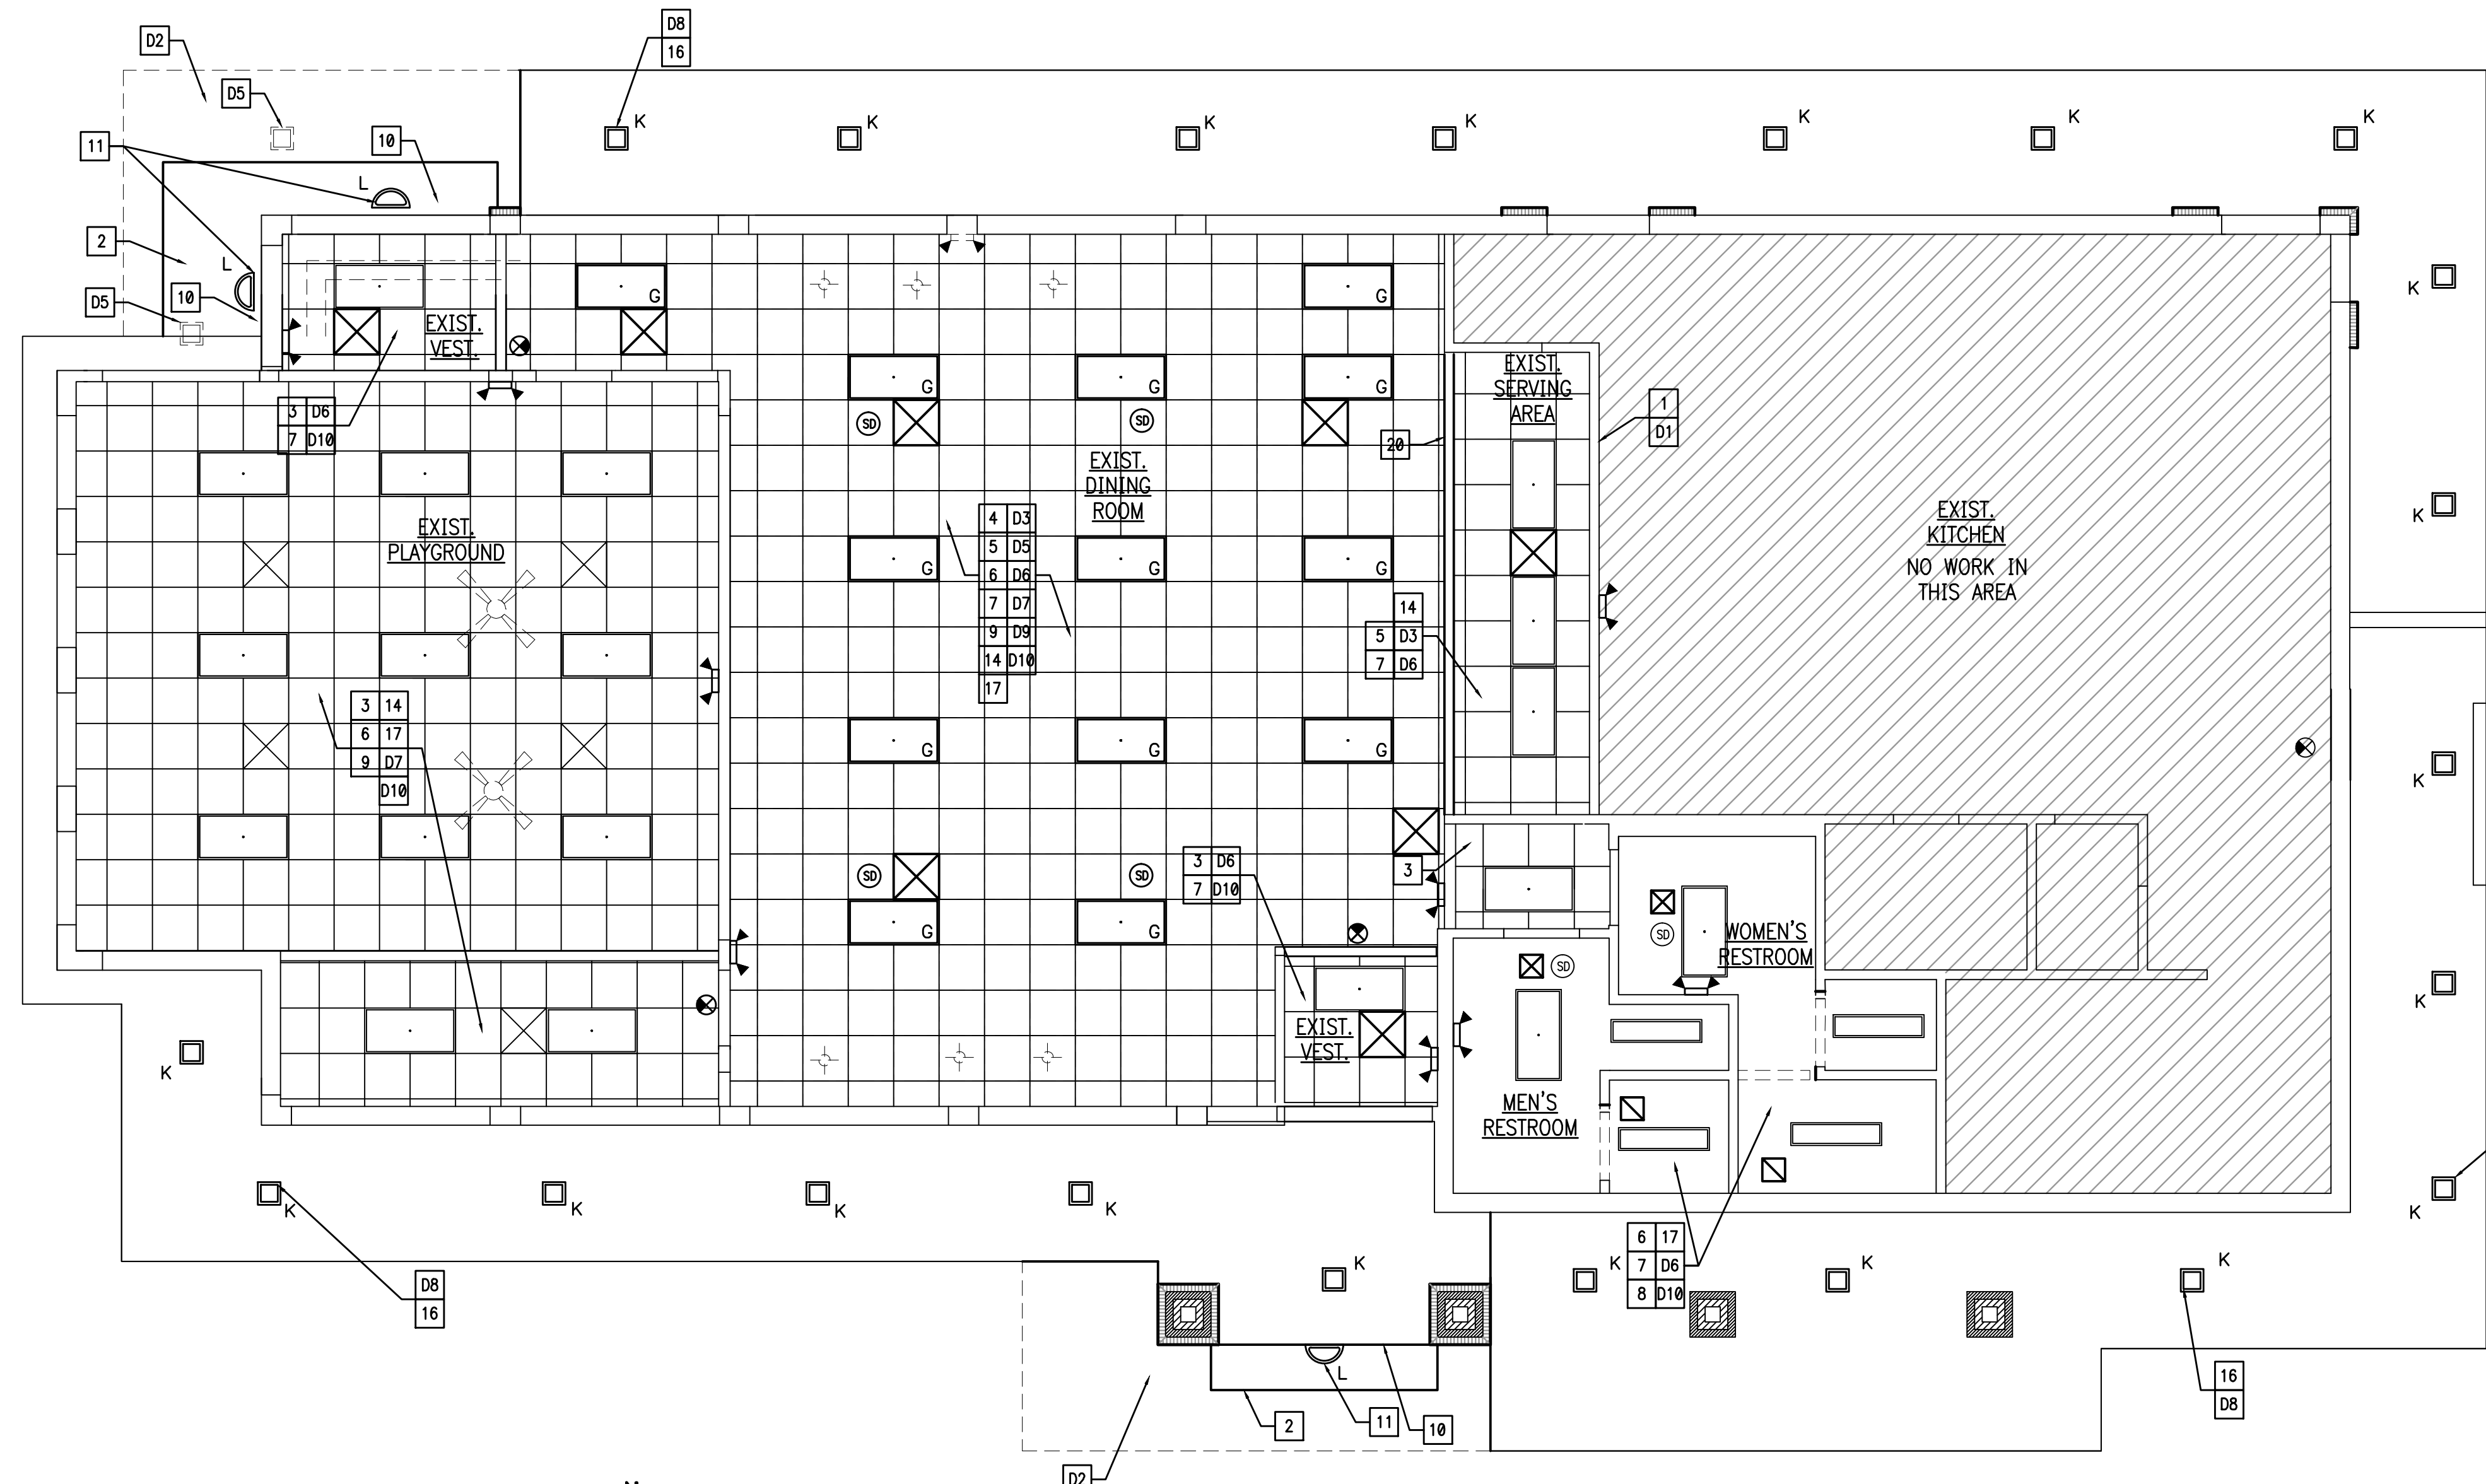 D8
16
D2
D5
K
K
K
K
K
K
K
11
10
L
2
L
10
D5
K
K
EXIST.
VEST.
G
G
G
G
G
EXIST.
SERVING
AREA
1
D1
3 D6
7 D10
SD
SD
20
EXIST.
DINING
ROOM
EXIST.
PLAYGROUND
4 D3
5 D5
6 D6
7 D7
9 D9
14 D10
17
EXIST.
KITCHEN
NO WORK IN
THIS AREA
G
G
G
14
5 D3
7 D6
3 14
6 17
9 D7
D10
G
G
G
K
SD
SD
3 D6
7 D10
3
G
G
SD
WOMEN'S
RESTROOM
SD
K
EXIST.
VEST.
K
MEN'S
RESTROOM
K
K
K
K
K
K
6 17
7 D6
8 D10
K
K
K
K
D8
16
L
2
11
10
16
D8
D2